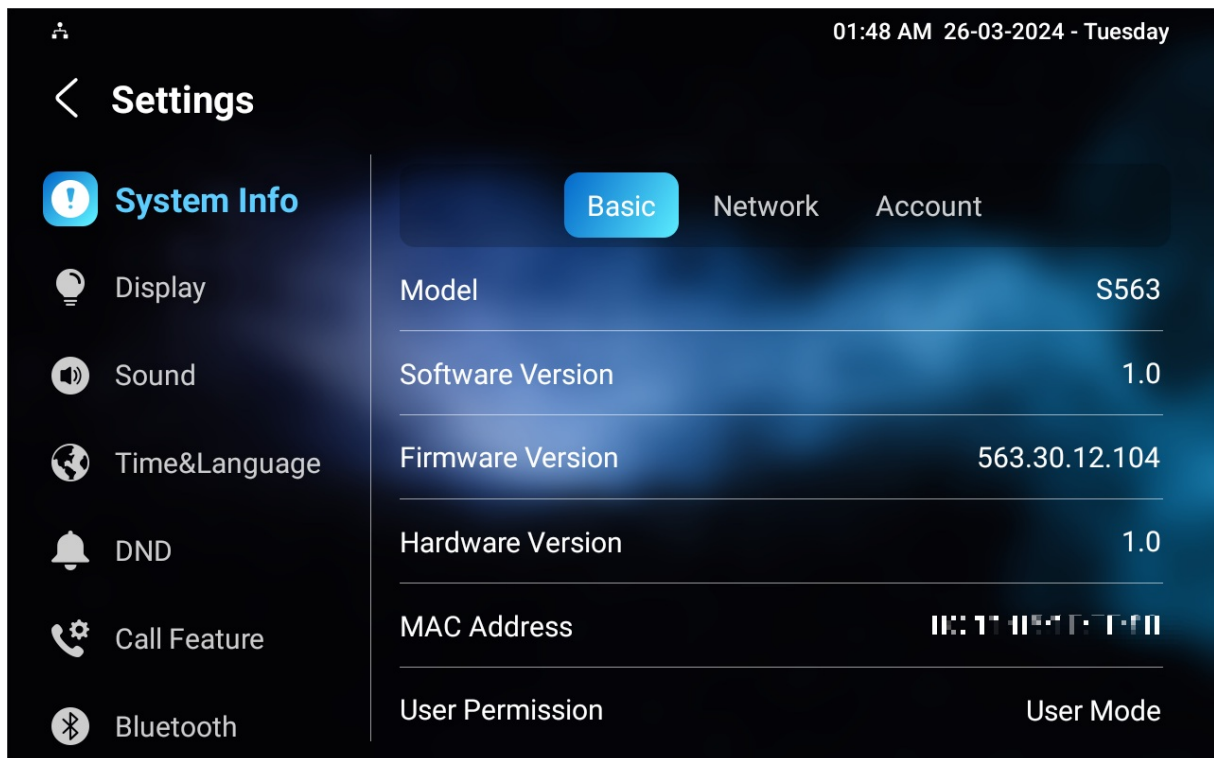 01:48 AM 26-03-2024 - Tuesday
Settings
System Info
Display
Sound
Time&Language
DND
Call Feature
Bluetooth
Basic Network Account
Model S563
Software Version 1.0
Firmware Version 563.30.12.104
Hardware Version 1.0
MAC Address
User Permission User Mode